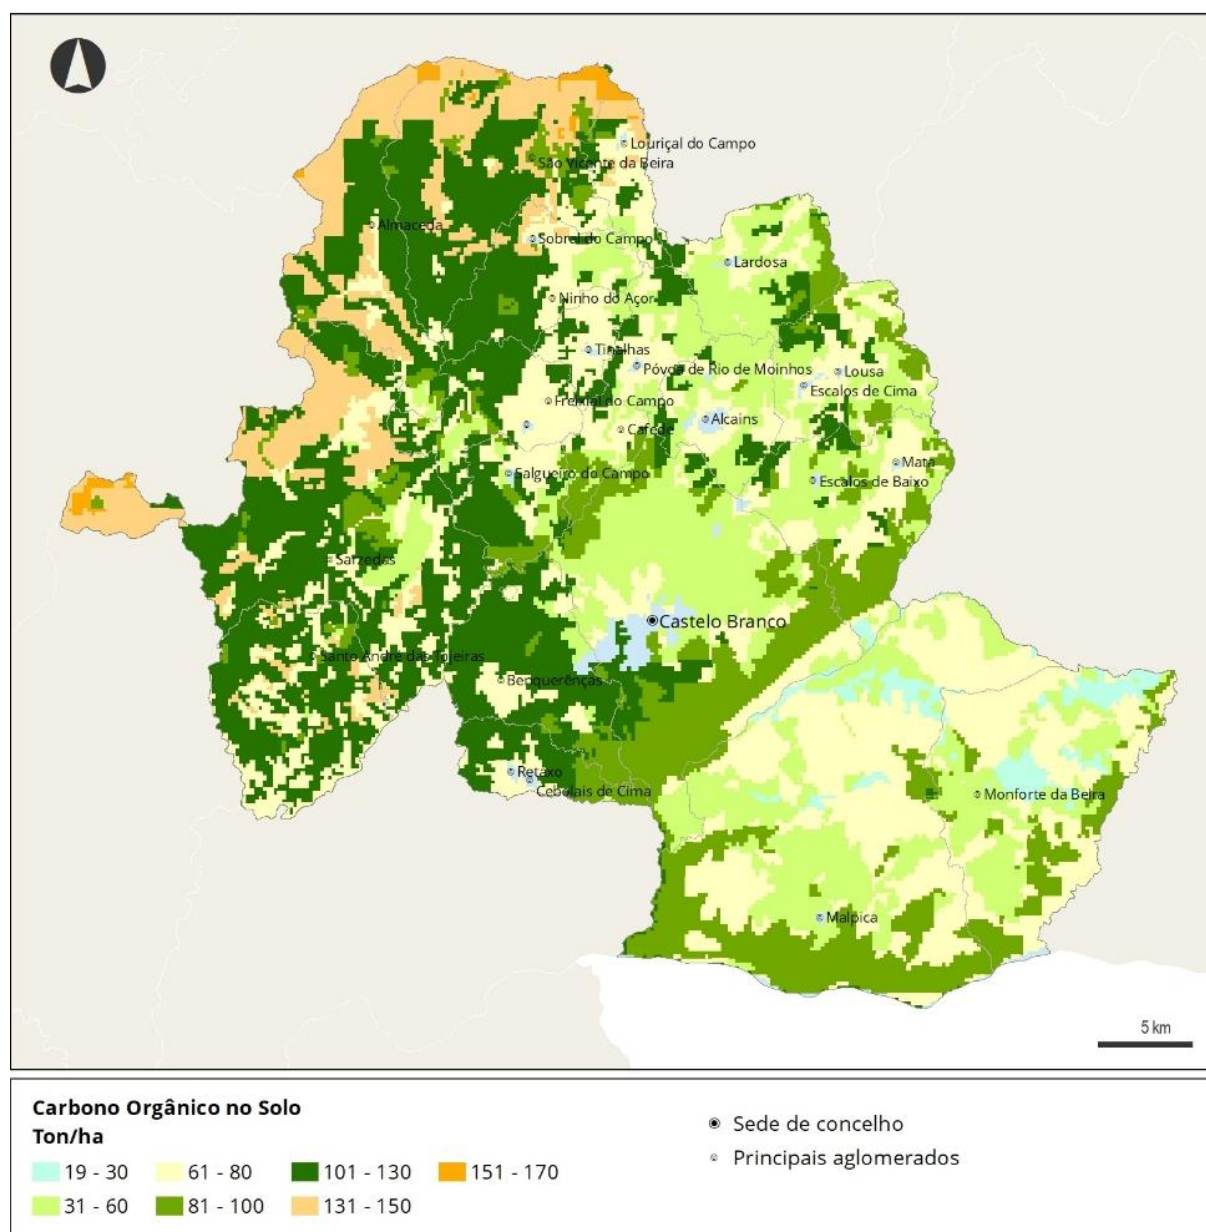 Louriçal do Campo
São Vicente da Beira
Almaceda
Sobrel do Campo
Lardosa
Ninho do Açor
Tinalhas
Póvoa de Rio de Moinhos
Lousa
Escalos de Cima
Freixial do Campo
Alcains
Cafede
Mata
Salgueiro do Campo
Escalos de Baixo
Sarzedas
Castelo Branco
Santo André das Tojeiras
Benquerênças
Retaxo
Cebolais de Cima
Monforte da Beira
Malpica
5 km
Carbono Orgânico no Solo
Ton/ha
19 - 30
61 - 80
101 - 130
151 - 170
31 - 60
81 - 100
131 - 150
Sede de concelho
Principais aglomerados